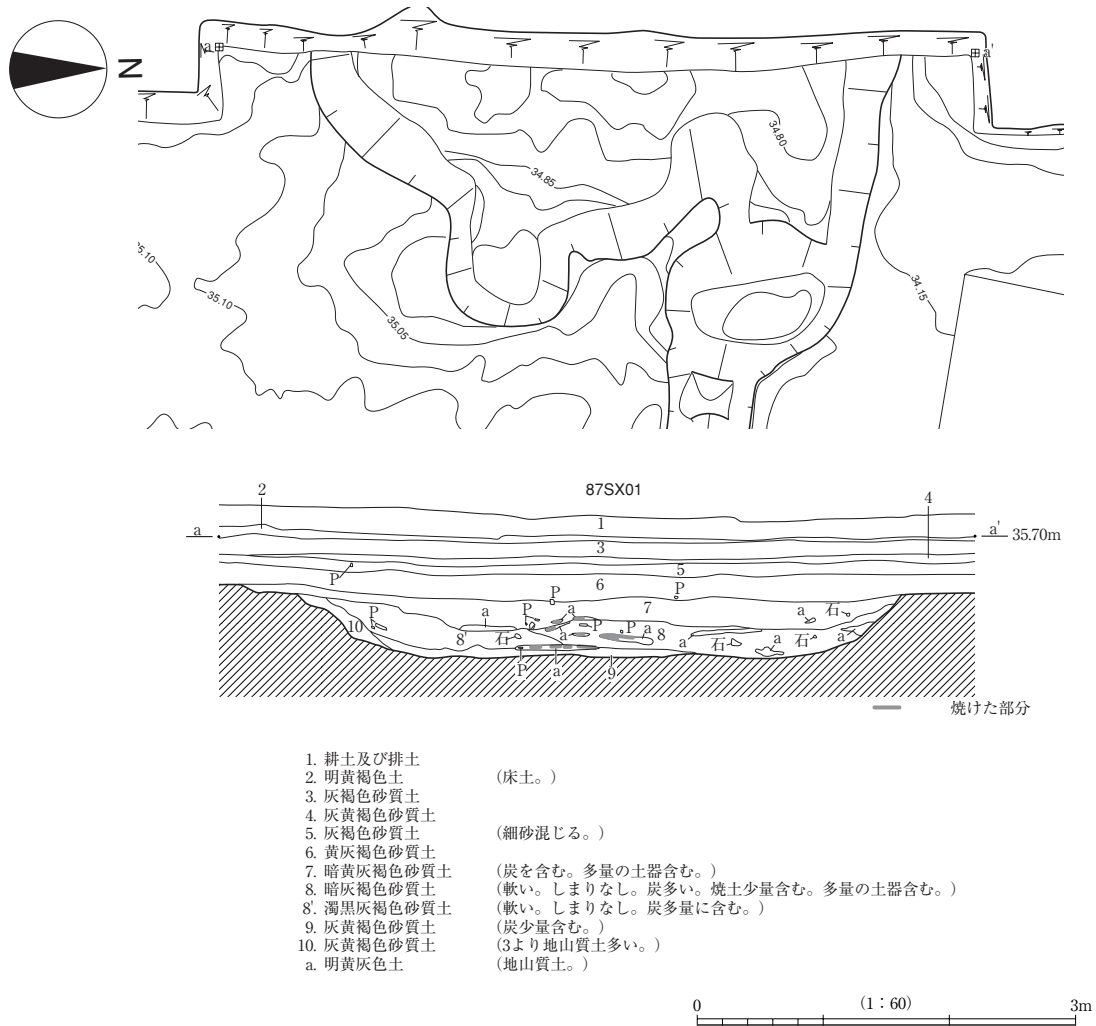 N
a
a'
34.80
34.85
5.10
35.10
35.05
34.15
87SX01
2
4
1
a
a'
35.70m
3
5
P
6
P
P
7
P
a
P
a
a
石
10
8'
石
P
P
a
8
a
a
石
a
石
a
P
a
9
焼けた部分
1. 耕土及び排土
2. 明黄褐色土 （床土。）
3. 灰褐色砂質土
4. 灰黄褐色砂質土
5. 灰褐色砂質土 （細砂混じる。）
6. 黄灰褐色砂質土
7. 暗黄灰褐色砂質土 （炭を含む。多量の土器含む。）
8. 暗灰褐色砂質土 （軟い。しまりなし。炭多い。焼土少量含む。多量の土器含む。）
8'. 濁黒灰褐色砂質土 （軟い。しまりなし。炭多量に含む。）
9. 灰黄褐色砂質土 （炭少量含む。）
10. 灰黄褐色砂質土 （3より地山質土多い。）
a. 明黄灰色土 （地山質土。）
0 （1：60） 3m